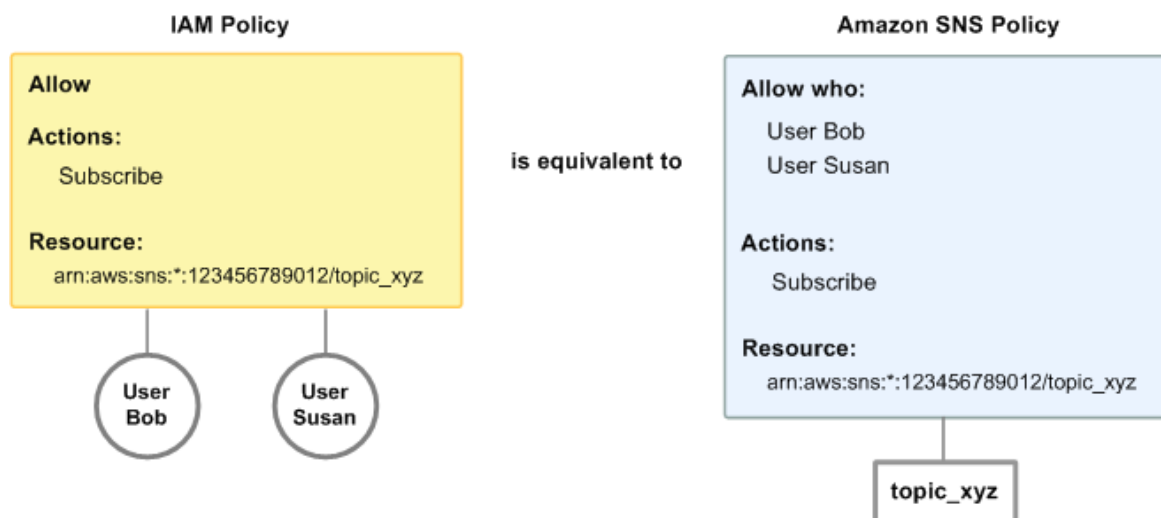 IAM Policy
Allow
Actions:
Subscribe
Resource:
arn:aws:sns:*:123456789012/topic_xyz
User
Bob
User
Susan
is equivalent to
Amazon SNS Policy
Allow who:
User Bob
User Susan
Actions:
Subscribe
Resource:
arn:aws:sns:*:123456789012/topic_xyz
topic_xyz